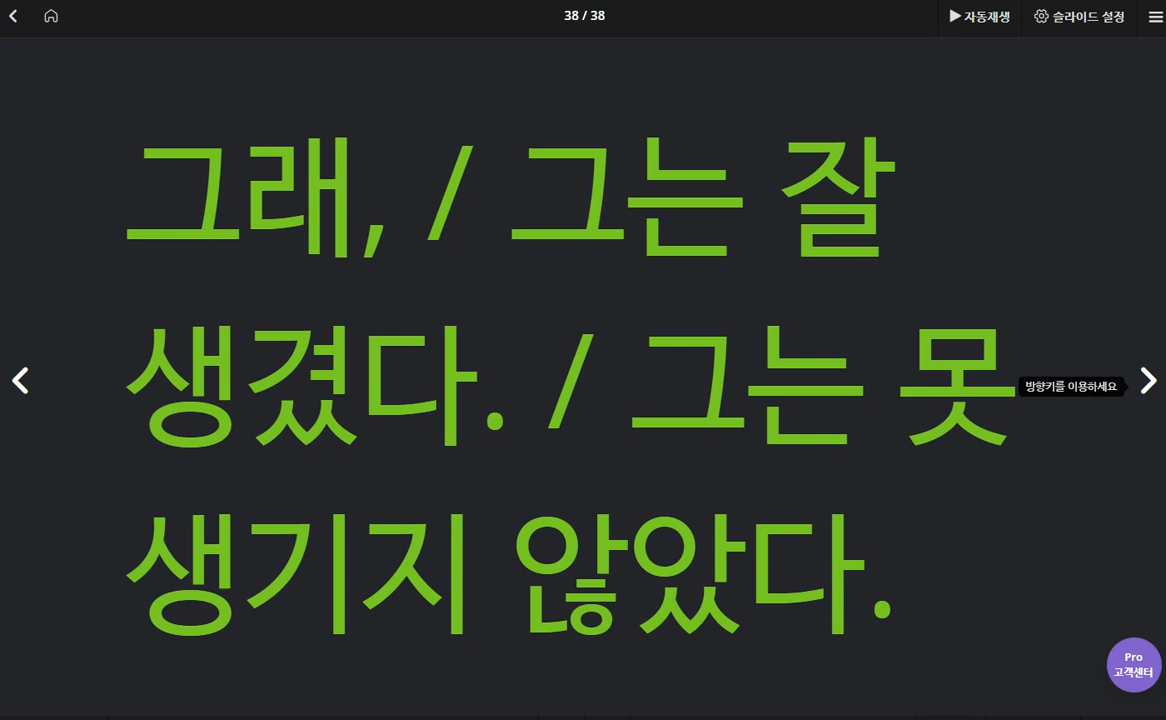 38 / 38
자동재생
슬라이드 설정
그래, / 그는 잘
생겼다. / 그는 못
방향키를 이용하세요
생기지 않았다.
Pro
고객센터